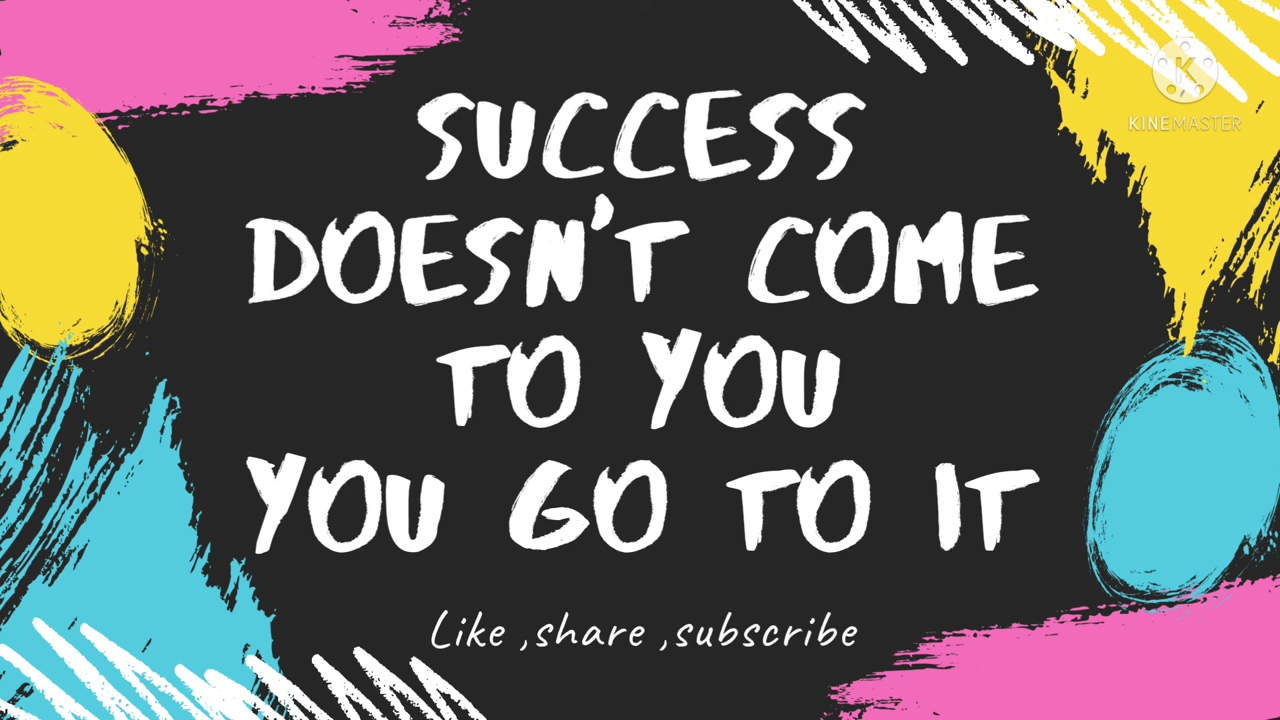 K
KINEMASTER
SUCCESS
DOESN'T COME
TO YOU
YOU GO TO IT
Like ,share ,subscribe